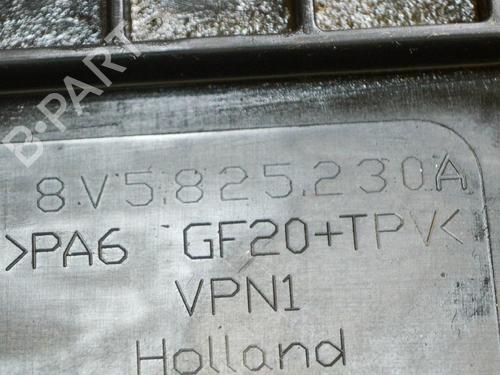 B-PARTS
8V5.825.230A
>PA6 GF20+TPV<
VPN1
Holland